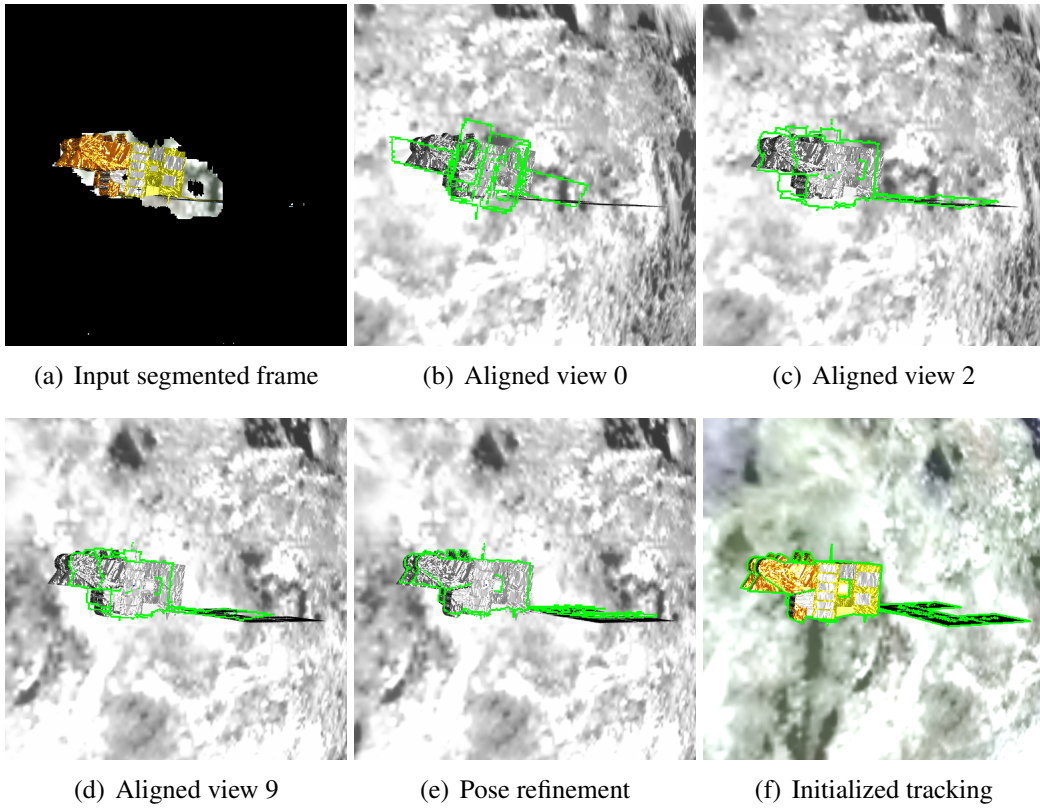 (a) Input segmented frame
(b) Aligned view 0
(c) Aligned view 2
(d) Aligned view 9
(e) Pose refinement
(f) Initialized tracking